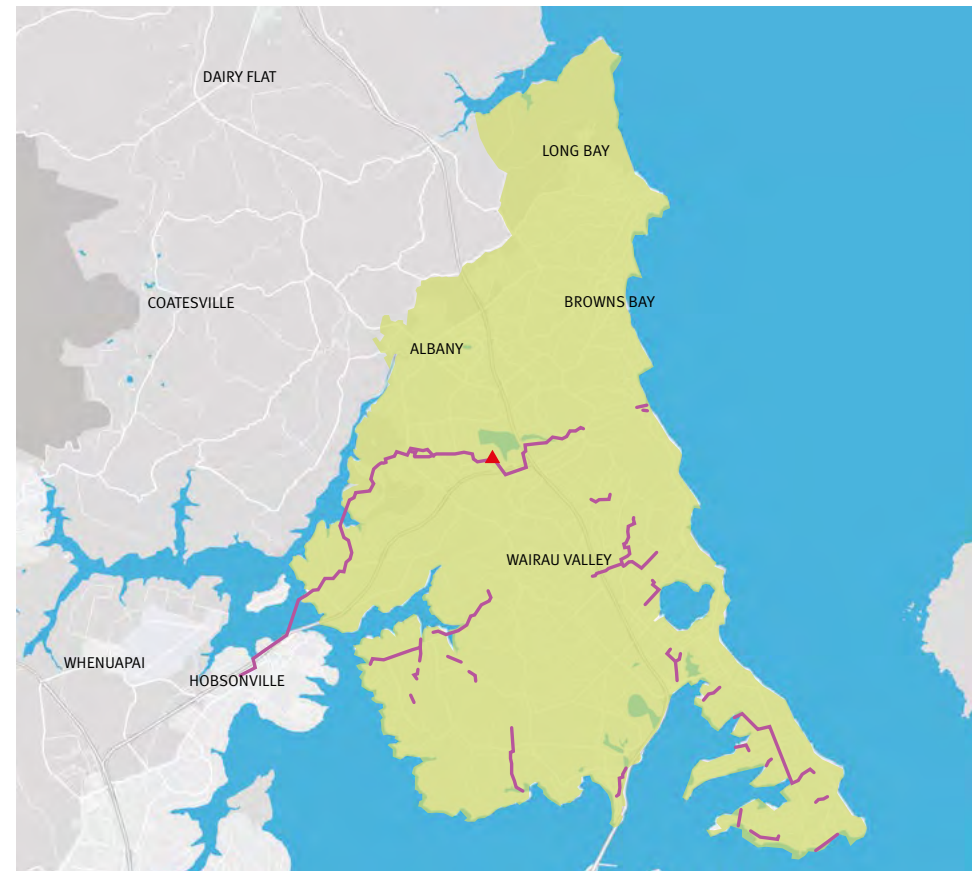 DAIRY FLAT
LONG BAY
COATESVILLE
BROWNS BAY
ALBANY
WAIRAU VALLEY
WHENUAPAI
HOBSONVILLE